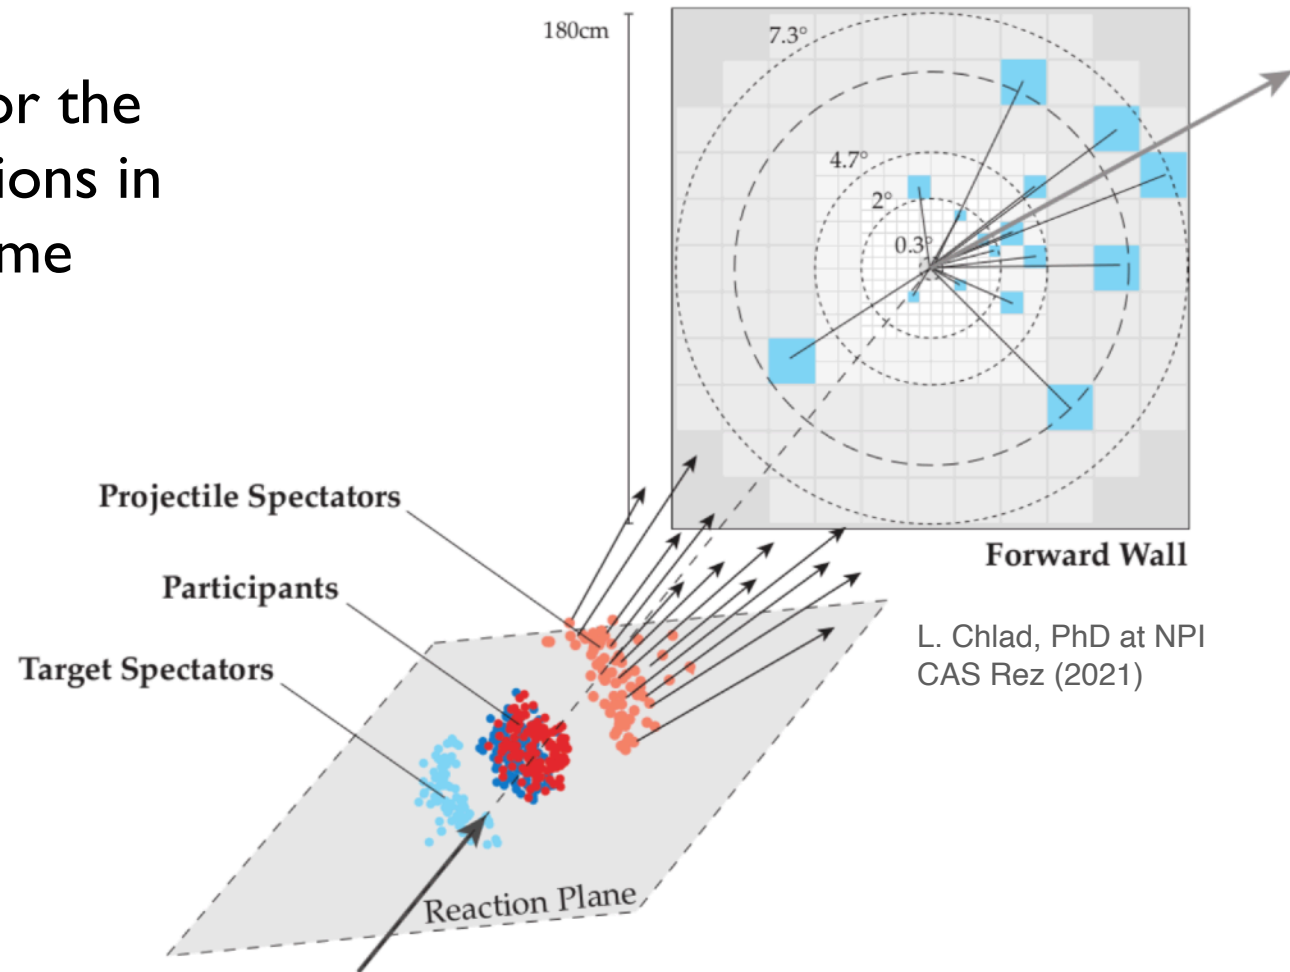 or the
ions in
me
180cm
7.3°
4.7°
2°
0.3°
Projectile Spectators
Participants
Target Spectators
Forward Wall
L. Chlad, PhD at NPI
CAS Rez (2021)
Reaction Plane